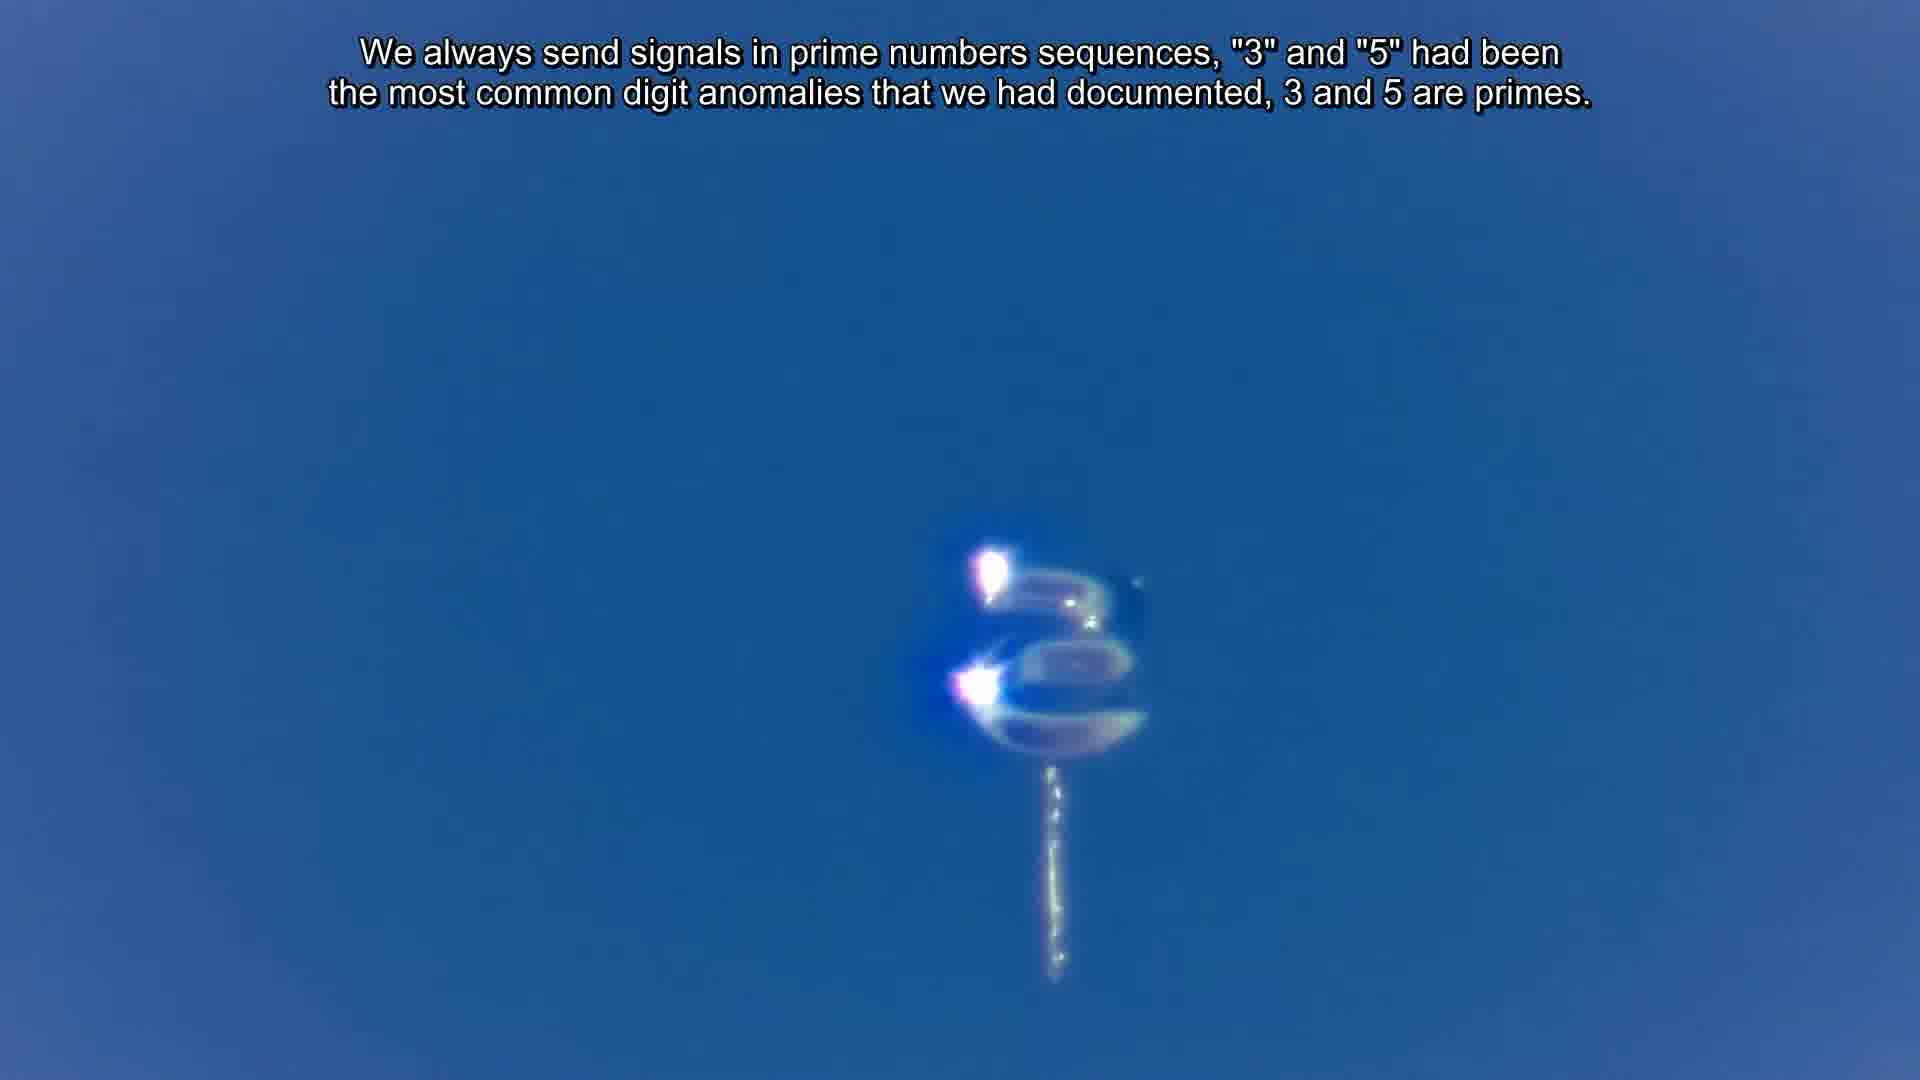 We always send signals in prime numbers sequences, "3" and "5" had been
the most common digit anomalies that we had documented, 3 and 5 are primes.